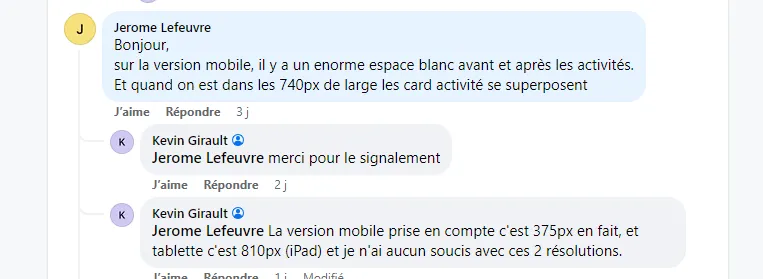 J
Jerome Lefeuvre
Bonjour,
sur la version mobile, il y a un enorme espace blanc avant et après les activités.
Et quand on est dans les 740px de large les card activité se superposent
J'aime Répondre 3 j
K
Kevin Girault
Jerome Lefeuvre merci pour le signalement
J'aime Répondre 2 j
K
Kevin Girault
Jerome Lefeuvre La version mobile prise en compte c'est 375px en fait, et
tablette c'est 810px (iPad) et je n'ai aucun soucis avec ces 2 résolutions.
J'aime Répondre 1 j Modifié